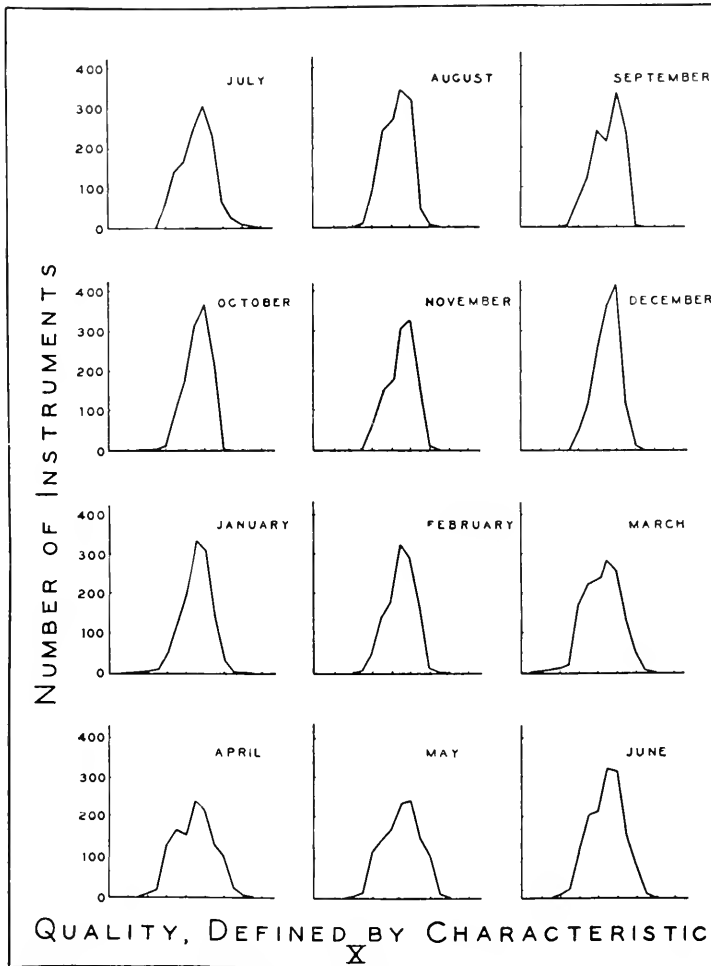 400
300
200
100
0
JULY
AUGUST
SEPTEMBER
400
300
200
100
0
OCTOBER
NOVEMBER
DECEMBER
400
300
200
100
0
JANUARY
FEBRUARY
MARCH
400
300
200
100
0
APRIL
MAY
JUNE
NUMBER OF INSTRUMENTS
QUALITY, DEFINED BY CHARACTERISTIC
X